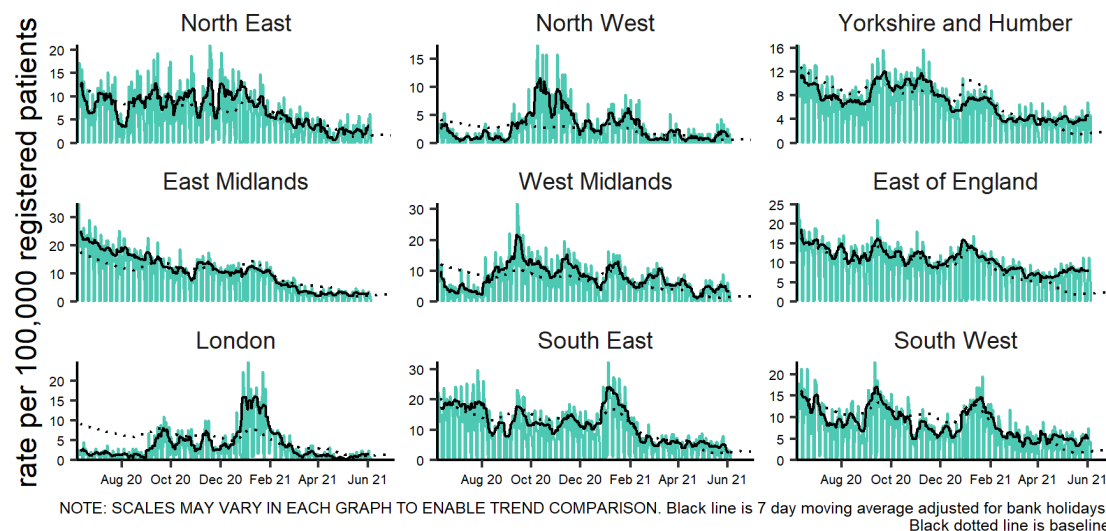 rate per 100,000 registered patients
North East
20
15
10
5
0
North West
15
10
5
0
Yorkshire and Humber
16
12
8
4
0
East Midlands
30
20
10
0
West Midlands
30
20
10
0
East of England
25
20
15
10
5
0
London
20
15
10
5
0
Aug 20 Oct 20 Dec 20 Feb 21 Apr 21 Jun 21
South East
30
20
10
0
Aug 20 Oct 20 Dec 20 Feb 21 Apr 21 Jun 21
South West
20
15
10
5
0
Aug 20 Oct 20 Dec 20 Feb 21 Apr 21 Jun 21
NOTE: SCALES MAY VARY IN EACH GRAPH TO ENABLE TREND COMPARISON. Black line is 7 day moving average adjusted for bank holidays
Black dotted line is baseline